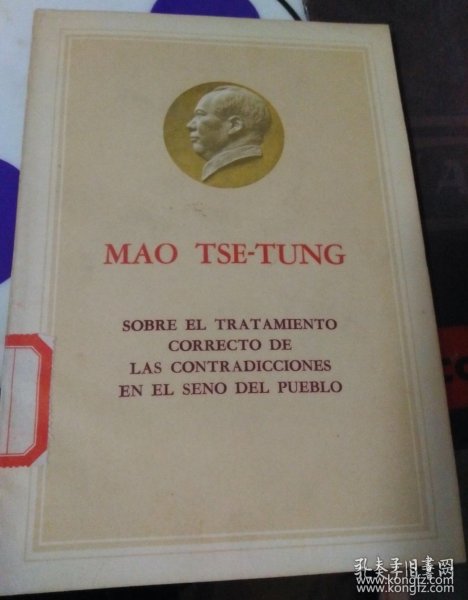 MAO TSE-TUNG
SOBRE EL TRATAMIENTO
CORRECTO DE
LAS CONTRADICCIONES
EN EL SENO DEL PUEBLO
孔夫子旧书网
www.kongfz.com